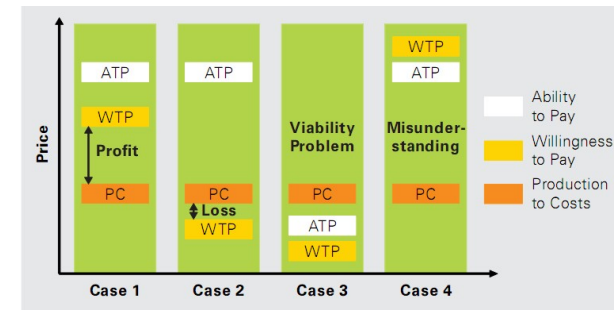 Price
ATP
WTP
Profit
PC
Case 1
ATP
PC
Loss
WTP
Case 2
Viability
Problem
PC
ATP
WTP
Case 3
WTP
ATP
Misunder-
standing
PC
Case 4
Ability
to Pay
Willingness
to Pay
Production
to Costs